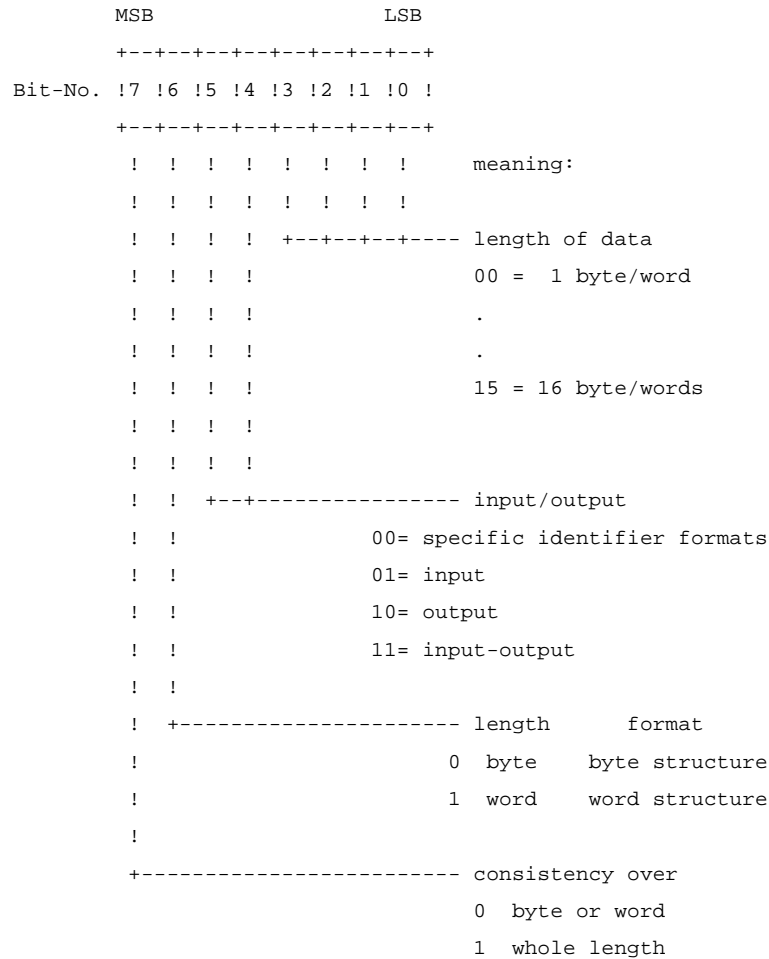 MSB                  LSB
        +--+--+--+--+--+--+--+--+
Bit-No. !7 !6 !5 !4 !3 !2 !1 !0 !
        +--+--+--+--+--+--+--+--+
         !  !  !  !  !  !  !  !     meaning:
         !  !  !  !  !  !  !  !
         !  !  !  !  +--+--+--+---- length of data
         !  !  !  !                 00 =  1 byte/word
         !  !  !  !                 .
         !  !  !  !                 .
         !  !  !  !                 15 = 16 byte/words
         !  !  !  !
         !  !  !  !
         !  !  +--+---------------- input/output
         !  !               00= specific identifier formats
         !  !               01= input
         !  !               10= output
         !  !               11= input-output
         !  !
         !  +---------------------- length      format
         !                        0  byte    byte structure
         !                        1  word    word structure
         !
         +------------------------- consistency over
                                    0  byte or word
                                    1  whole length